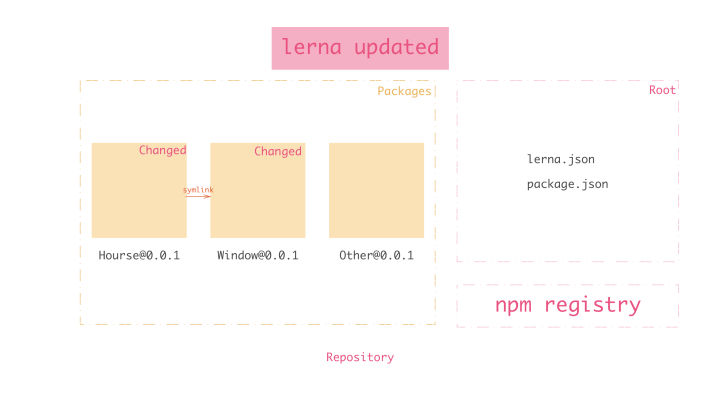 lerna updated
Packages
Root
Changed
Changed
symlink
Hourse@0.0.1
Window@0.0.1
Other@0.0.1
lerna.json
package.json
npm registry
Repository